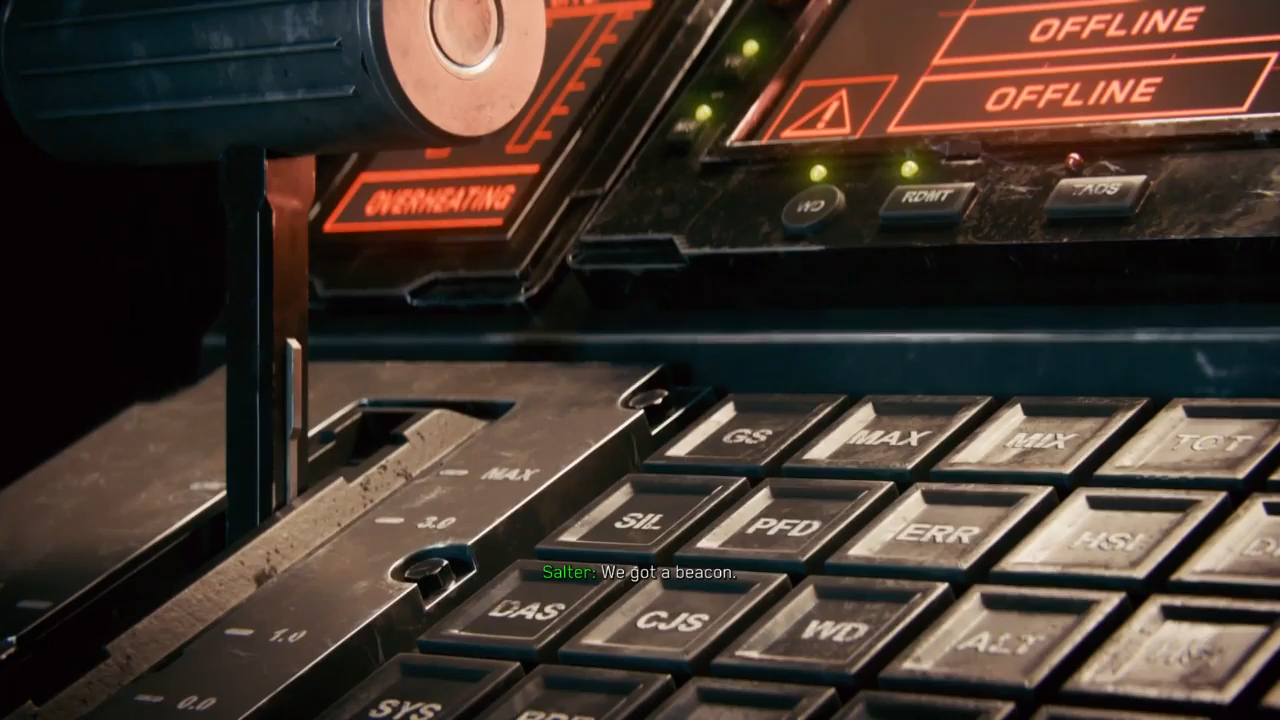 OFFLINE
OFFLINE
OVERHEATING
WD
RDMT
TADS
GS
MAX
MIX
TCT
MAX
SIL
PFD
ERR
HSI
3.0
Salter: We got a beacon.
DAS
CJS
WD
ALT
1.0
0.0
SYS